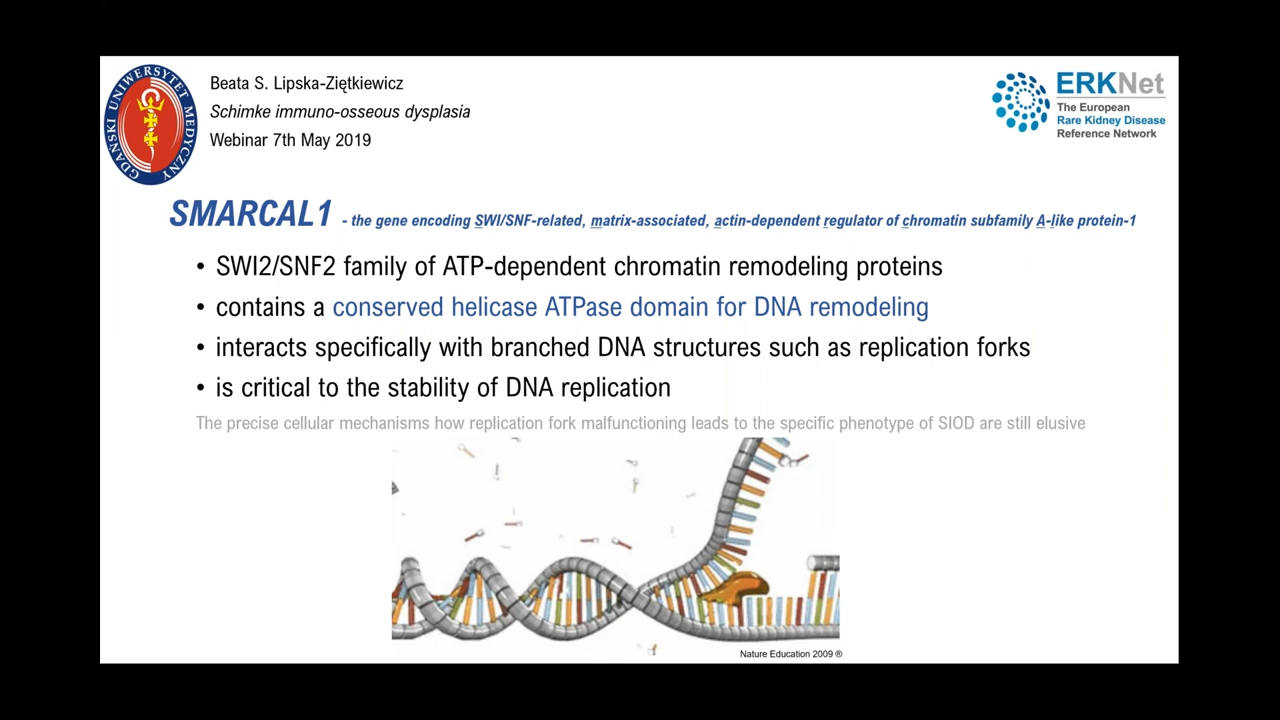 GDAŃSKI UNIWERSYTET MEDYCZNY
Beata S. Lipska-Ziętkiewicz
Schimke immuno-osseous dysplasia
Webinar 7th May 2019
ERKNet
The European
Rare Kidney Disease
Reference Network
SMARCAL1 - the gene encoding SWI/SNF-related, matrix-associated, actin-dependent regulator of chromatin subfamily A-like protein-1
• SWI2/SNF2 family of ATP-dependent chromatin remodeling proteins
• contains a conserved helicase ATPase domain for DNA remodeling
• interacts specifically with branched DNA structures such as replication forks
• is critical to the stability of DNA replication
The precise cellular mechanisms how replication fork malfunctioning leads to the specific phenotype of SIOD are still elusive
Nature Education 2009 ®